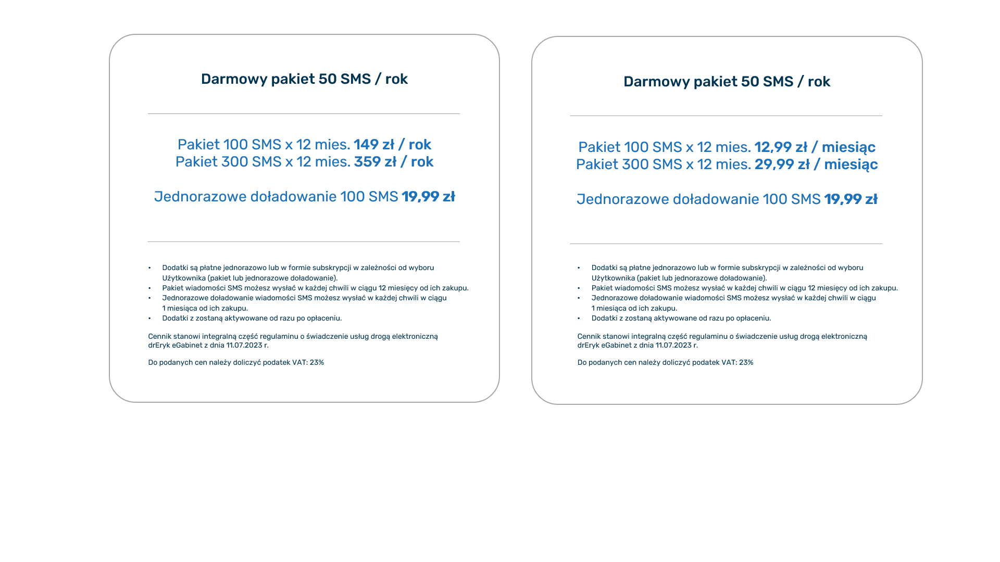 Darmowy pakiet 50 SMS / rok
Pakiet 100 SMS x 12 mies. 149 zł / rok
Pakiet 300 SMS x 12 mies. 359 zł / rok
Jednorazowe doładowanie 100 SMS 19,99 zł
• Dodatki są płatne jednorazowo lub w formie subskrypcji w zależności od wyboru
Użytkownika (pakiet lub jednorazowe doładowanie).
• Pakiet wiadomości SMS możesz wysłać w każdej chwili w ciągu 12 miesięcy od ich zakupu.
• Jednorazowe doładowanie wiadomości SMS możesz wysłać w każdej chwili w ciągu
1 miesiąca od ich zakupu.
• Dodatki z zostaną aktywowane od razu po opłaceniu.
Cennik stanowi integralną część regulaminu o świadczenie usług drogą elektroniczną
drEryk eGabinet z dnia 11.07.2023 r.
Do podanych cen należy doliczyć podatek VAT: 23%
Darmowy pakiet 50 SMS / rok
Pakiet 100 SMS x 12 mies. 12,99 zł / miesiąc
Pakiet 300 SMS x 12 mies. 29,99 zł / miesiąc
Jednorazowe doładowanie 100 SMS 19,99 zł
• Dodatki są płatne jednorazowo lub w formie subskrypcji w zależności od wyboru
Użytkownika (pakiet lub jednorazowe doładowanie).
• Pakiet wiadomości SMS możesz wysłać w każdej chwili w ciągu 12 miesięcy od ich zakupu.
• Jednorazowe doładowanie wiadomości SMS możesz wysłać w każdej chwili w ciągu
1 miesiąca od ich zakupu.
• Dodatki z zostaną aktywowane od razu po opłaceniu.
Cennik stanowi integralną część regulaminu o świadczenie usług drogą elektroniczną
drEryk eGabinet z dnia 11.07.2023 r.
Do podanych cen należy doliczyć podatek VAT: 23%